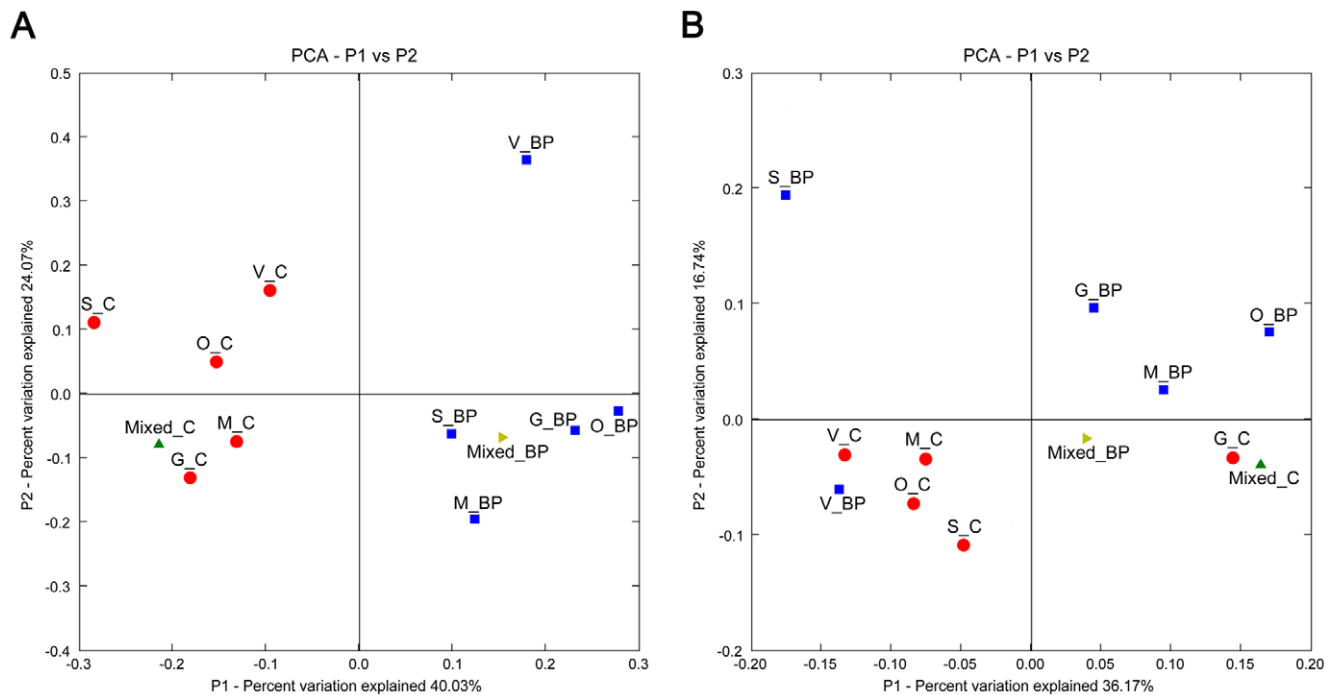 A
PCA - P1 vs P2
0.5
0.4
0.3
0.2
0.1
0.0
-0.1
-0.2
-0.3
-0.4
P2 - Percent variation explained 24.07%
V_BP
V_C
S_C
O_C
Mixed_C
M_C
G_C
S_BP
G_BP
O_BP
Mixed_BP
M_BP
-0.3 -0.2 -0.1 0.0 0.1 0.2 0.3
P1 - Percent variation explained 40.03%
B
PCA - P1 vs P2
0.3
0.2
0.1
0.0
-0.1
-0.2
P2 - Percent variation explained 16.74%
S_BP
G_BP
O_BP
M_BP
V_C
M_C
Mixed_BP
G_C
Mixed_C
V_BP
O_C
S_C
-0.20 -0.15 -0.10 -0.05 0.00 0.05 0.10 0.15 0.20
P1 - Percent variation explained 36.17%